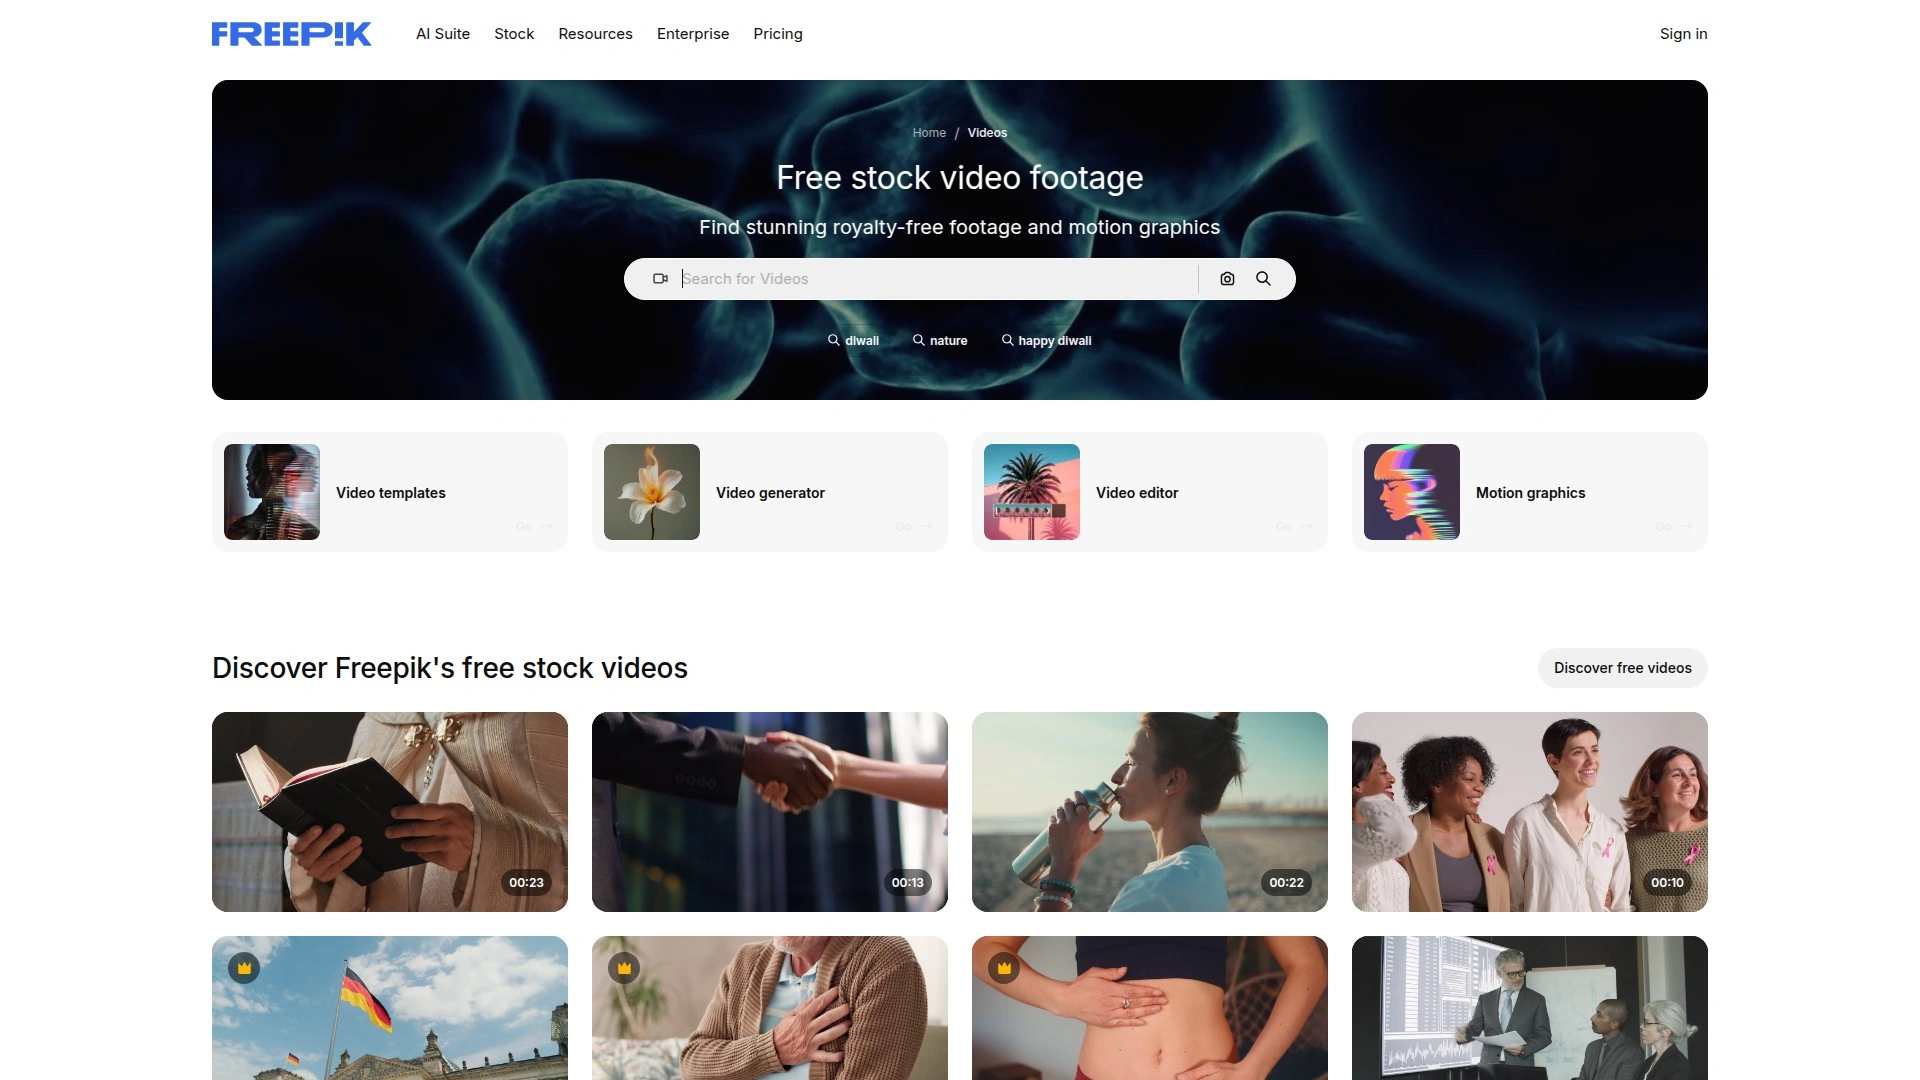 FREEP!K
AI Suite
Stock
Resources
Enterprise
Pricing
Sign in
Home / Videos
Free stock video footage
Find stunning royalty-free footage and motion graphics
Search for Videos
diwali
nature
happy diwali
Video templates
Go →
Video generator
Go →
Video editor
Go →
Motion graphics
Go →
Discover Freepik's free stock videos
Discover free videos
00:23
00:13
00:22
00:10